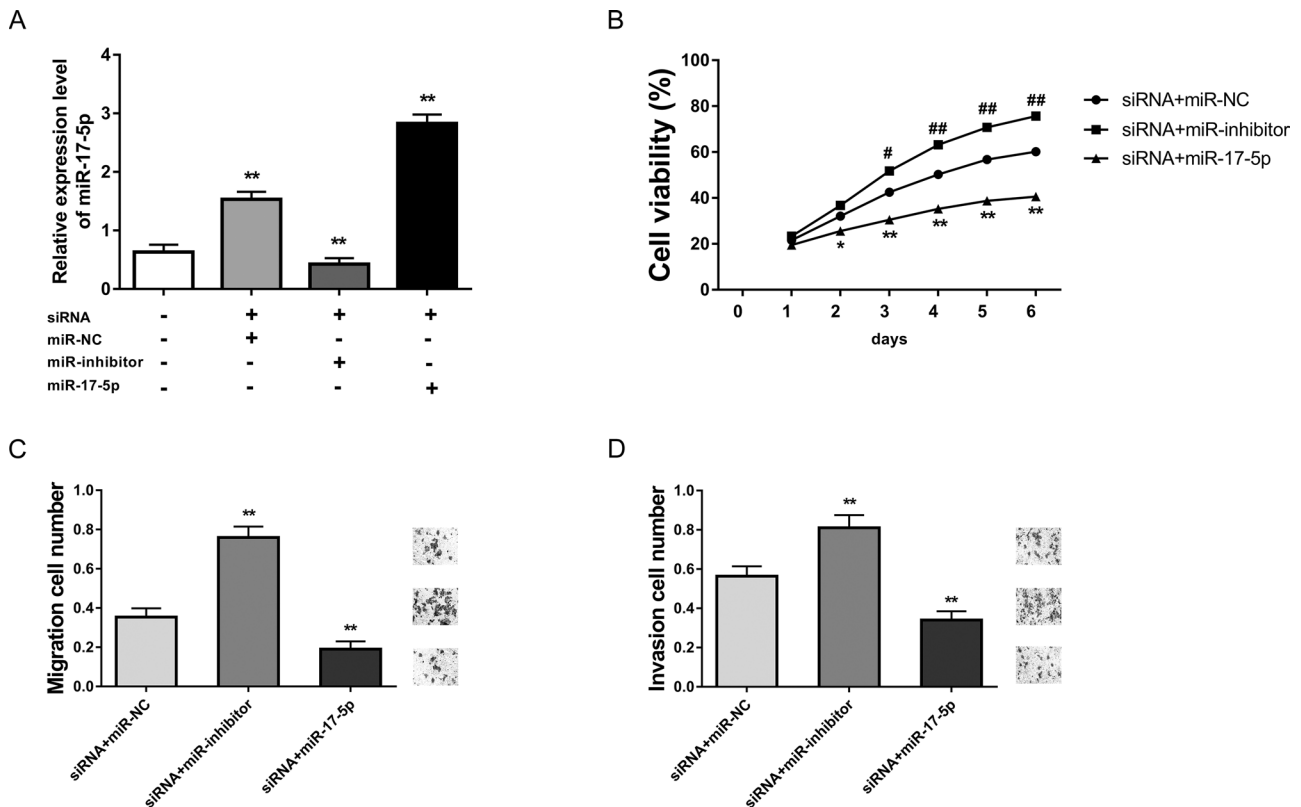 A
Relative expression level
of miR-17-5p
4
3
2
1
0
**
**
**
siRNA - + + +
miR-NC - + - -
miR-inhibitor - - + -
miR-17-5p - - - +
B
Cell viability (%)
100
80
60
40
20
0
# ## ## ##
* ** ** ** **
0 1 2 3 4 5 6
days
siRNA+miR-NC
siRNA+miR-inhibitor
siRNA+miR-17-5p
C
Migration cell number
1.0
0.8
0.6
0.4
0.2
0.0
**
**
siRNA+miR-NC
siRNA+miR-inhibitor
siRNA+miR-17-5p
D
Invasion cell number
1.0
0.8
0.6
0.4
0.2
0.0
**
**
siRNA+miR-NC
siRNA+miR-inhibitor
siRNA+miR-17-5p